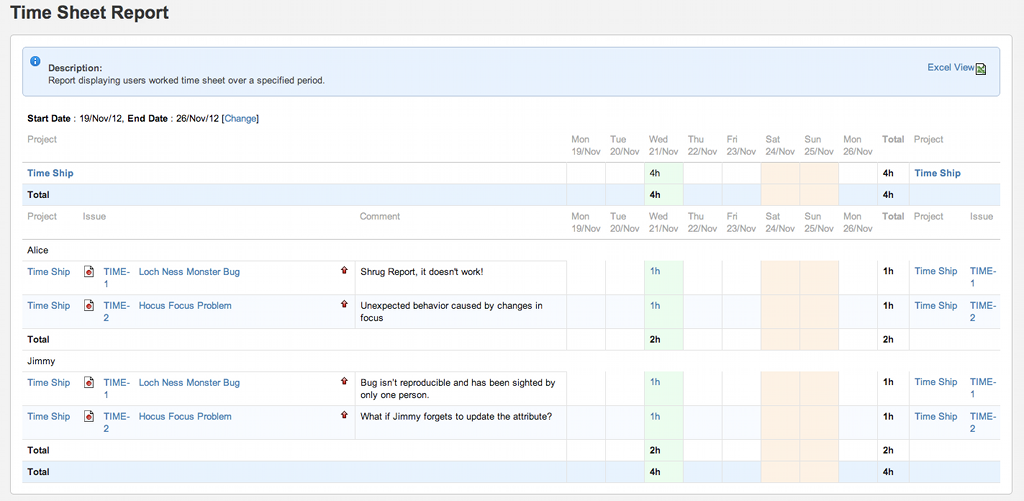 Time Sheet Report
Description:
Report displaying users worked time sheet over a specified period.
Excel View
Start Date : 19/Nov/12, End Date : 26/Nov/12 [Change]
Project Mon Tue Wed Thu Fri Sat Sun Mon Total Project
19/Nov 20/Nov 21/Nov 22/Nov 23/Nov 24/Nov 25/Nov 26/Nov
Time Ship 4h 4h Time Ship
Total 4h 4h
Project Issue Comment Mon Tue Wed Thu Fri Sat Sun Mon Total Project Issue
19/Nov 20/Nov 21/Nov 22/Nov 23/Nov 24/Nov 25/Nov 26/Nov
Alice
Time Ship TIME- Loch Ness Monster Bug Shrug Report, it doesn't work! 1h 1h Time Ship TIME-
1 1
Time Ship TIME- Hocus Focus Problem Unexpected behavior caused by changes in 1h 1h Time Ship TIME-
2 focus 2
Total 2h 2h
Jimmy
Time Ship TIME- Loch Ness Monster Bug Bug isn't reproducible and has been sighted by 1h 1h Time Ship TIME-
1 only one person. 1
Time Ship TIME- Hocus Focus Problem What if Jimmy forgets to update the attribute? 1h 1h Time Ship TIME-
2 2
Total 2h 2h
Total 4h 4h